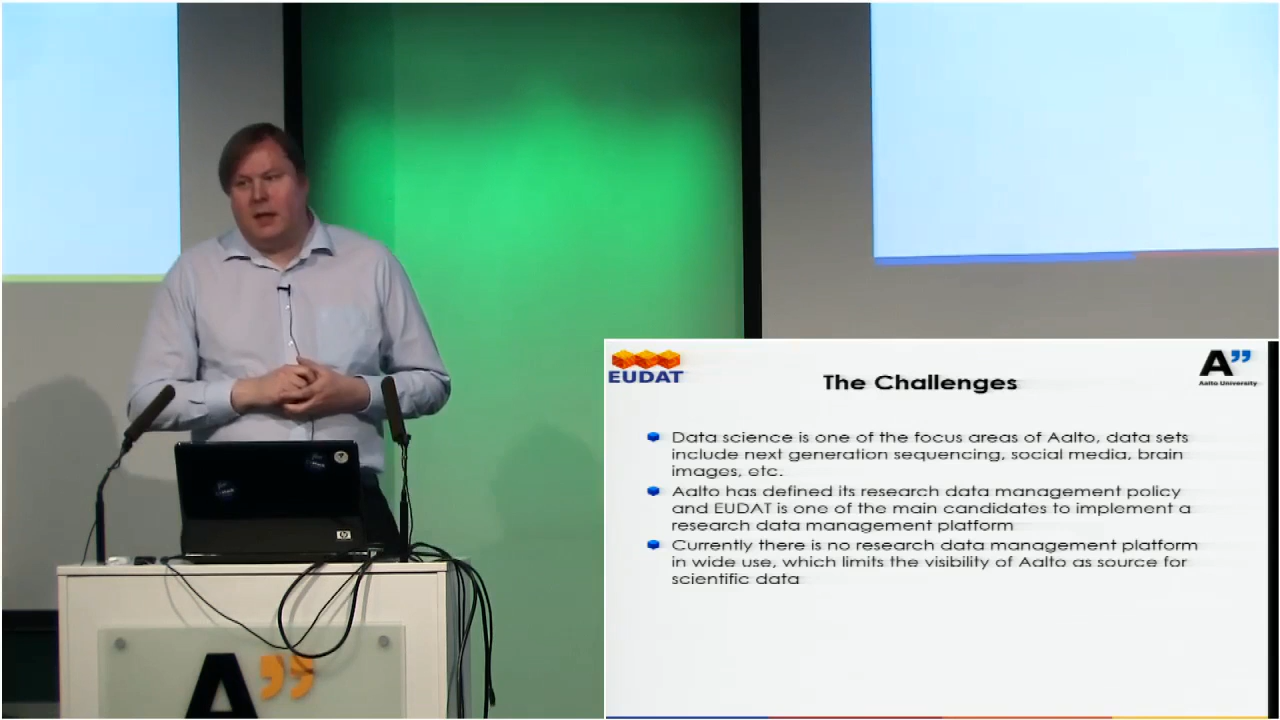 EUDAT
The Challenges
A”
Aalto University
Data science is one of the focus areas of Aalto, data sets
include next generation sequencing, social media, brain
images, etc.
Aalto has defined its research data management policy
and EUDAT is one of the main candidates to implement a
research data management platform
Currently there is no research data management platform
in wide use, which limits the visibility of Aalto as source for
scientific data
hp
A”